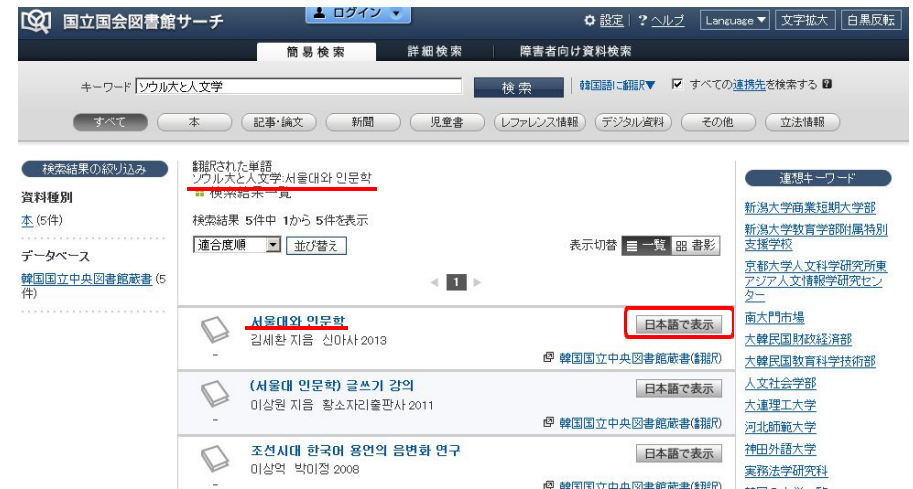 国立国会図書館サーチ
ログイン
設定 | ? ヘルプ
Language ▼
文字拡大
白黒反転
簡易検索
詳細検索
障害者向け資料検索
キーワード ソウル大と人文学
検索
韓国語に翻訳▼
すべての連携先を検索する ?
すべて
本
記事・論文
新聞
児童書
レファレンス情報
デジタル資料
その他
立法情報
検索結果の絞り込み
資料種別
本 (5件)
データベース
韓国国立中央図書館蔵書 (5
件)
翻訳された単語
ソウル大と人文学:서울대와 인문학
検索結果一覧
検索結果 5件中 1から 5件を表示
適合度順
並び替え
表示切替
一覧
書影
1
서울대와 인문학
日本語で表示
김세환 지음 신아사 2013
-
韓国国立中央図書館蔵書(翻訳)
(서울대 인문학) 글쓰기 강의
日本語で表示
이상원 지음 황소자리출판사 2011
-
韓国国立中央図書館蔵書(翻訳)
조선시대 한국어 용언의 음변화 연구
日本語で表示
이상억 박이정 2008
-
韓国国立中央図書館蔵書(翻訳)
連想キーワード
新潟大学商業短期大学部
新潟大学教育学部附属特別
支援学校
京都大学人文科学研究所東
アジア人文情報学研究セン
ター
南大門市場
大韓民国財政経済部
大韓民国教育科学技術部
人文社会学部
大連理工大学
河北師範大学
神田外語大学
実務法学研究科